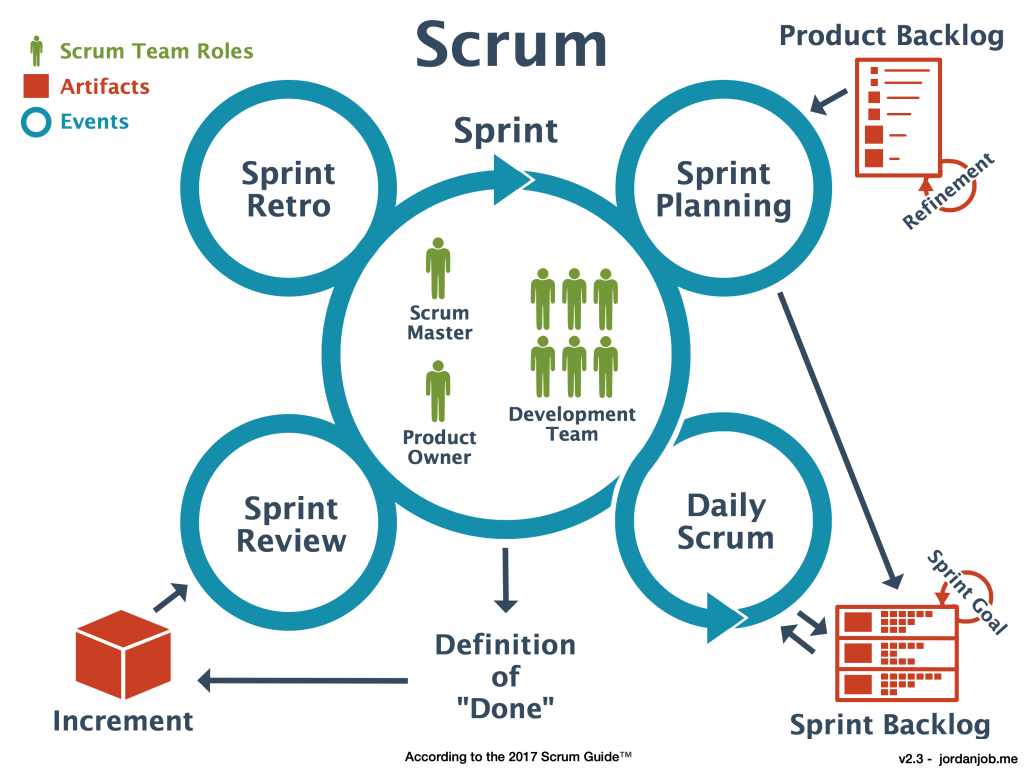 Scrum
Scrum Team Roles
Artifacts
Events
Product Backlog
Refinement
Sprint
Sprint
Retro
Sprint
Planning
Scrum
Master
Product
Owner
Development
Team
Sprint
Review
Daily
Scrum
Sprint Goal
Sprint Backlog
Definition
of
"Done"
Increment
According to the 2017 Scrum Guide™
v2.3 - jordanjob.me